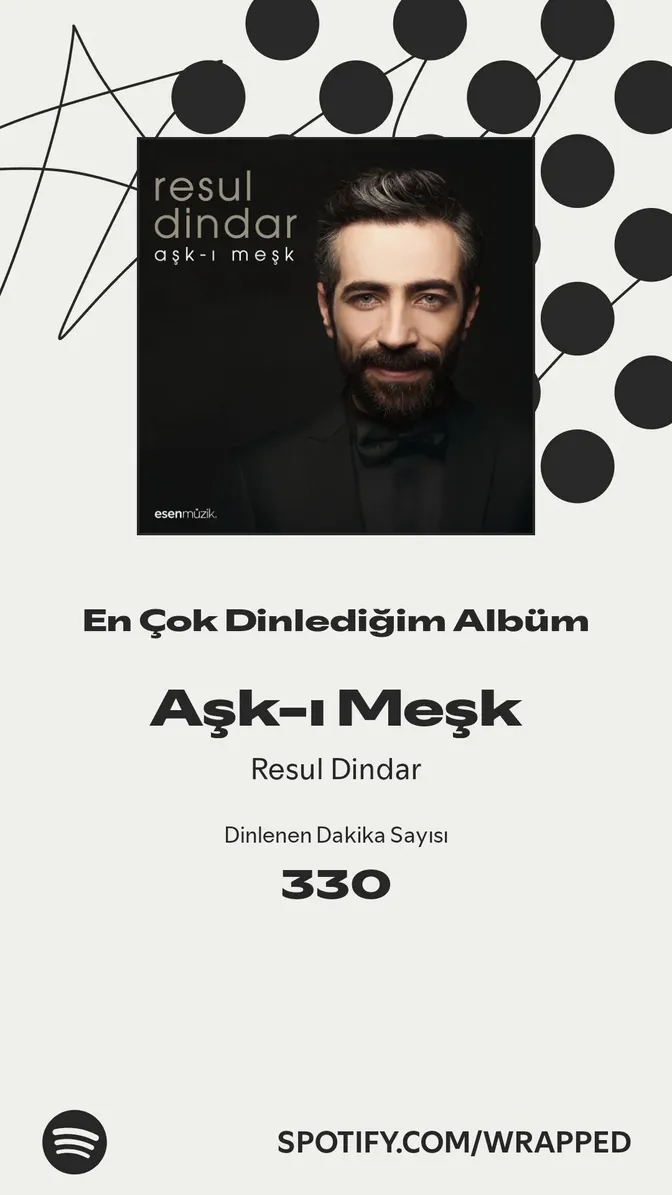 resul
dindar
aşk-ı meşk
esenmüzik.
En Çok Dinlediğim Albüm
Aşk-ı Meşk
Resul Dindar
Dinlenen Dakika Sayısı
330
SPOTIFY.COM/WRAPPED